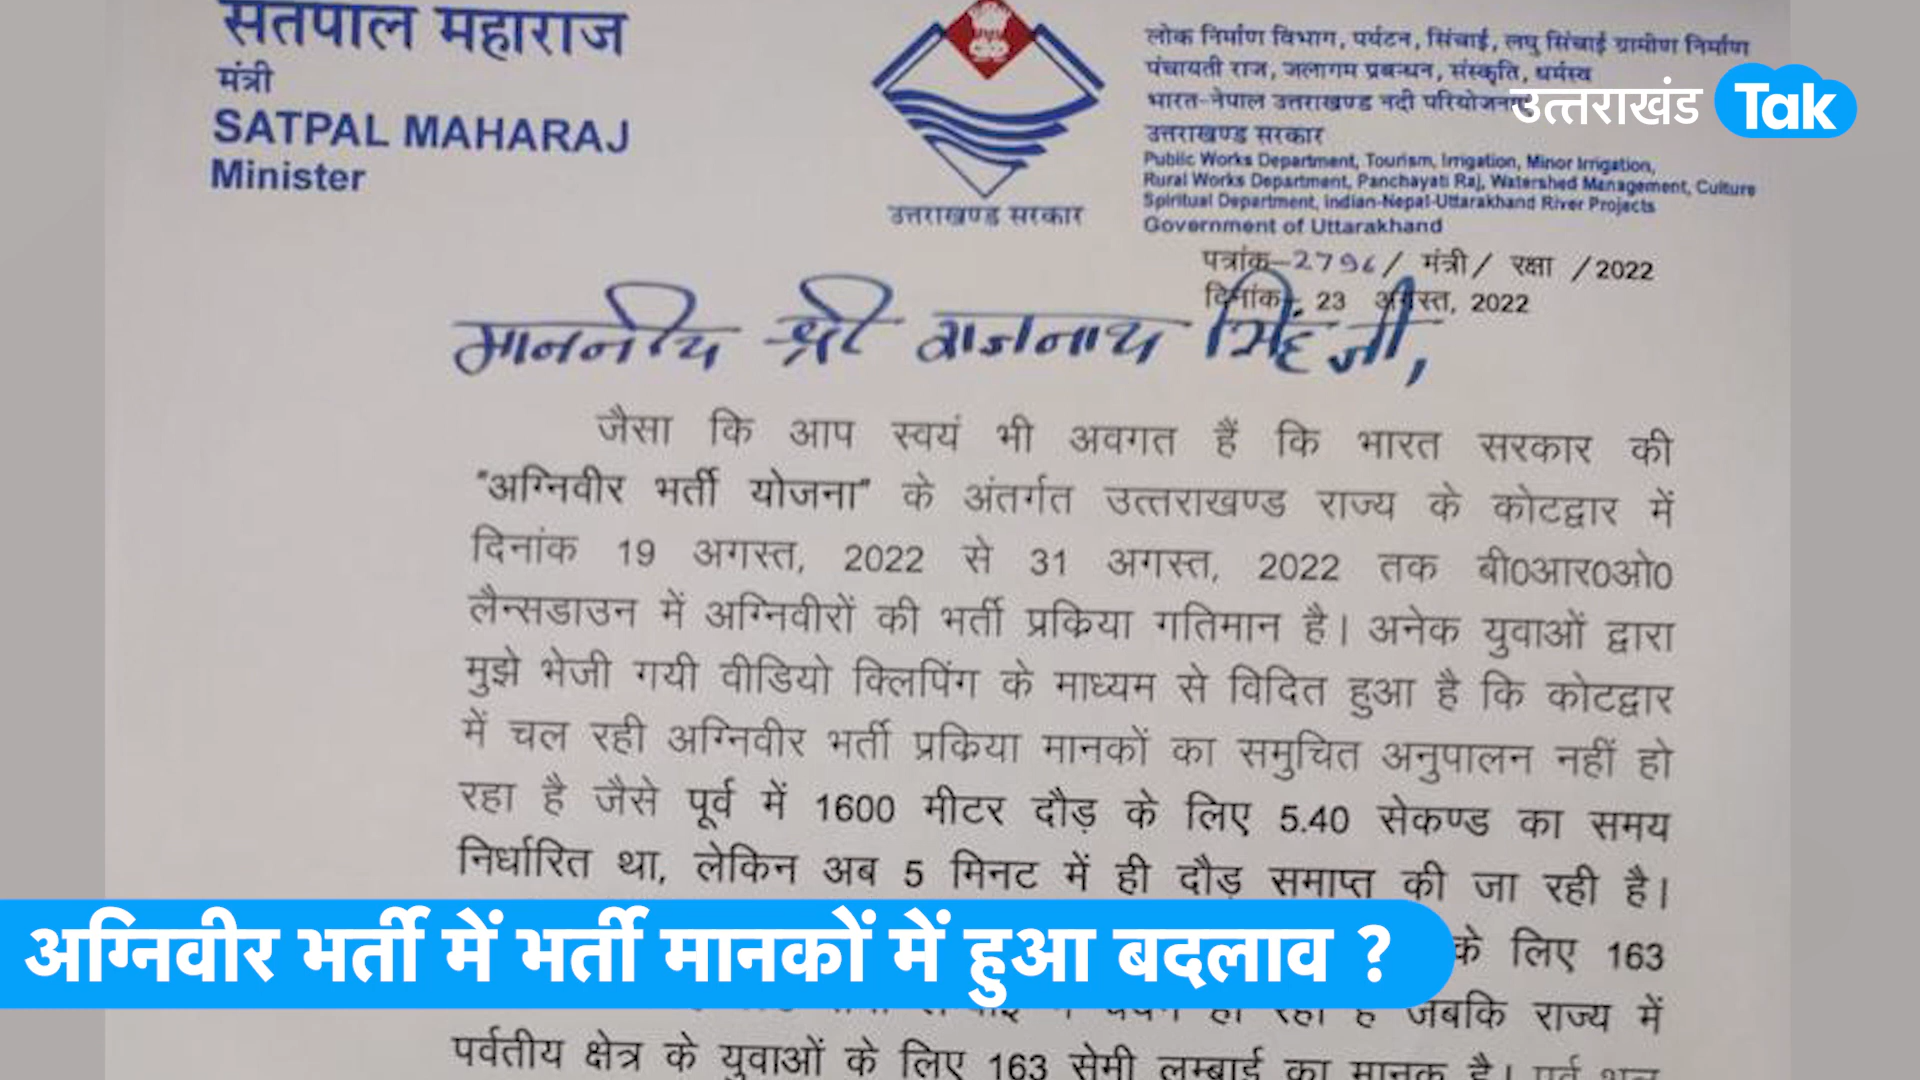 सतपाल महाराज
मंत्री
SATPAL MAHARAJ
Minister
उत्तराखण्ड सरकार
लोक निर्माण विभाग, पर्यटन, सिंचाई, लघु सिंचाई ग्रामीण निर्माण
पंचायती राज, जलागम प्रबन्धन, संस्कृति, धर्मस्व
भारत-नेपाल उत्तराखण्ड नदी परियोजनाएं
उत्तराखण्ड सरकार
Public Works Department, Tourism, Irrigation, Minor Irrigation,
Rural Works Department, Panchayati Raj, Watershed Management, Culture
Spiritual Department, Indian-Nepal-Uttarakhand River Projects
Government of Uttarakhand
उत्तराखंड Tak
पत्रांक-2796/ मंत्री/ रक्षा /2022
दिनांक- 23 अगस्त, 2022
माननीय श्री राजनाथ सिंह जी,
जैसा कि आप स्वयं भी अवगत हैं कि भारत सरकार की
"अग्निवीर भर्ती योजना" के अंतर्गत उत्तराखण्ड राज्य के कोटद्वार में
दिनांक 19 अगस्त, 2022 से 31 अगस्त, 2022 तक बी0आर0ओ0
लैन्सडाउन में अग्निवीरों की भर्ती प्रक्रिया गतिमान है। अनेक युवाओं द्वारा
मुझे भेजी गयी वीडियो क्लिपिंग के माध्यम से विदित हुआ है कि कोटद्वार
में चल रही अग्निवीर भर्ती प्रक्रिया मानकों का समुचित अनुपालन नहीं हो
रहा है जैसे पूर्व में 1600 मीटर दौड़ के लिए 5.40 सेकण्ड का समय
निर्धारित था, लेकिन अब 5 मिनट में ही दौड़ समाप्त की जा रही है।
के लिए 163
जबकि राज्य में
पर्वतीय क्षेत्र के युवाओं के लिए 163 सेमी लम्बाई का मानक है।
अग्निवीर भर्ती में भर्ती मानकों में हुआ बदलाव ?